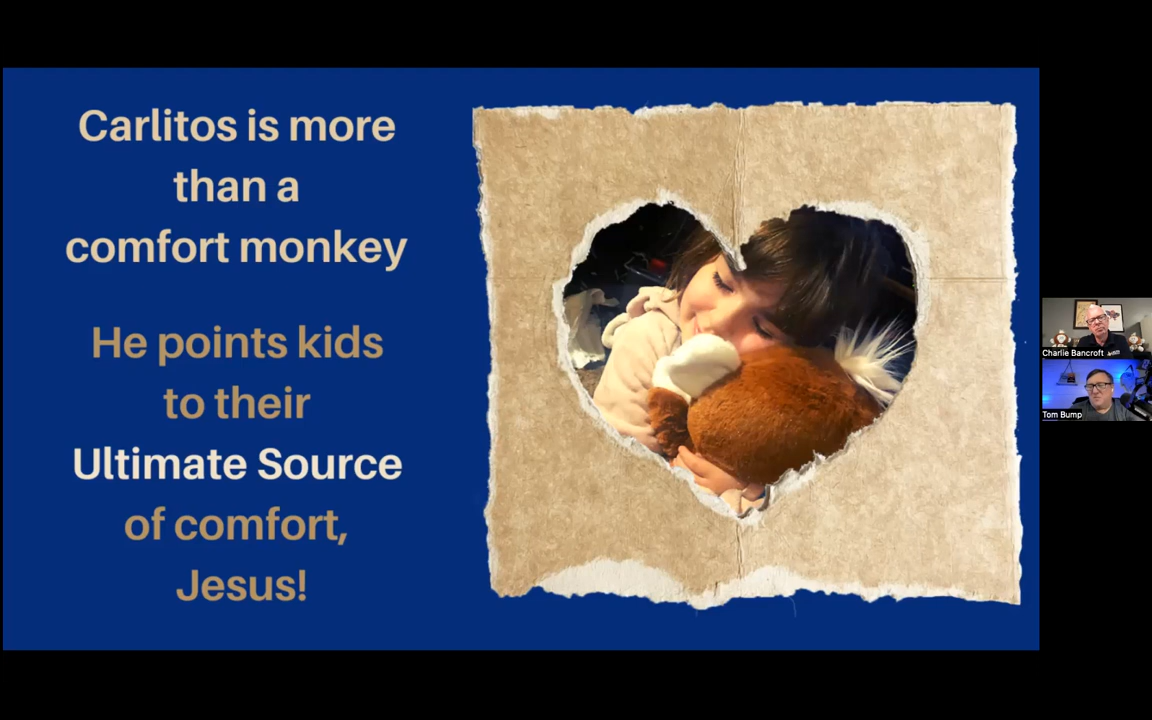 Carlitos is more
than a
comfort monkey
He points kids
to their
Ultimate Source
of comfort,
Jesus!
Charlie Bancroft
Tom Bump